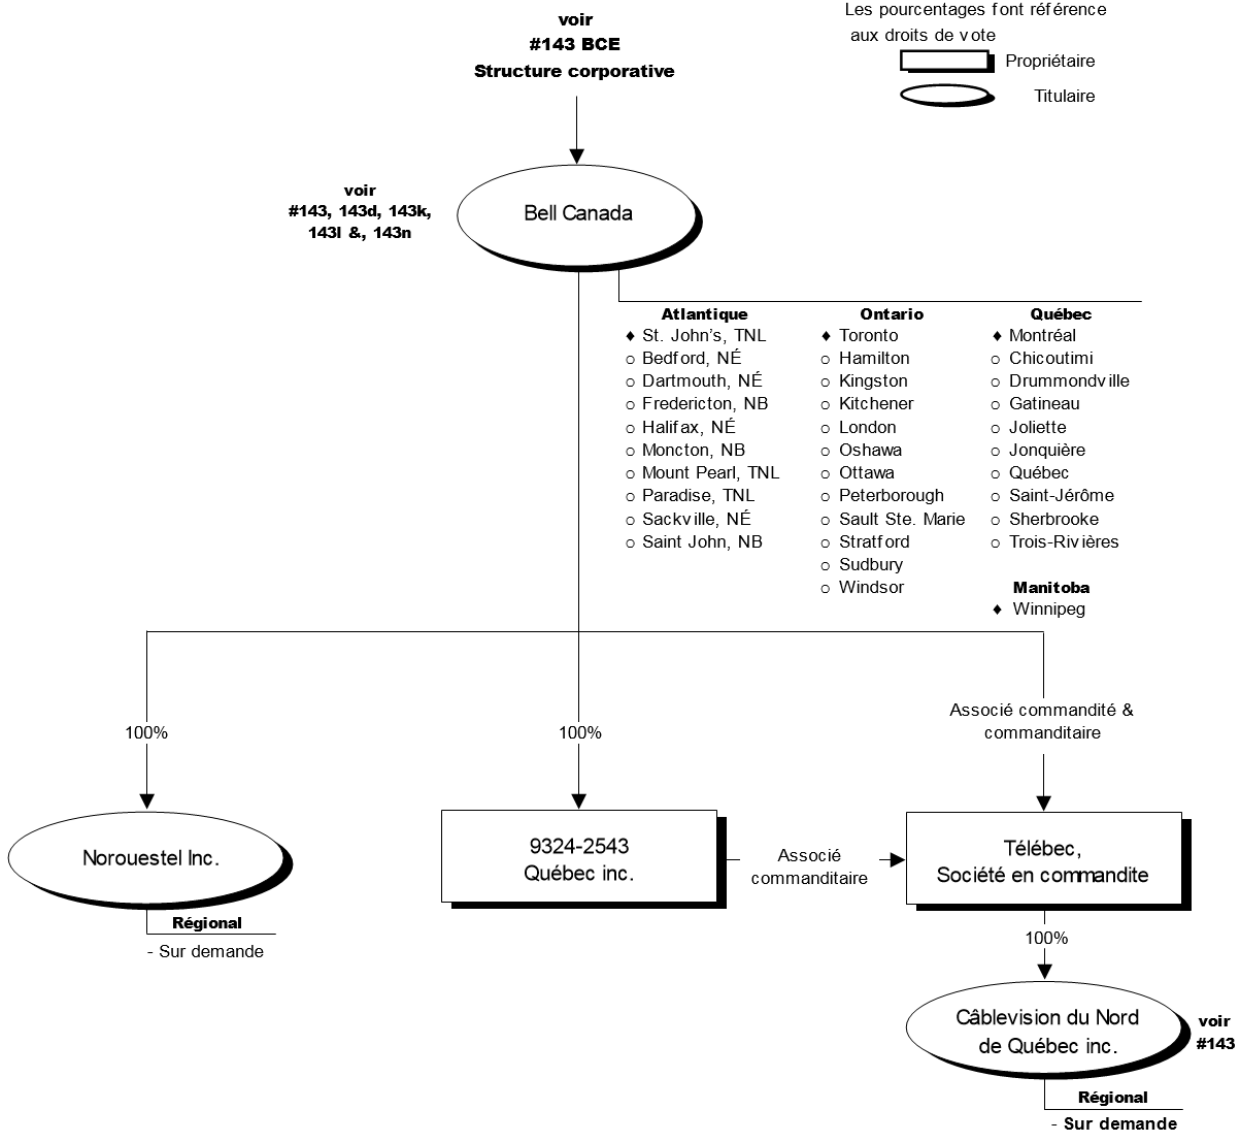 voir
#143 BCE
Structure corporative
Les pourcentages font référence
aux droits de vote
Propriétaire
Titulaire
voir
#143, 143d, 143k,
143l &, 143n
Bell Canada
Atlantique
♦ St. John's, TNL
○ Bedford, NÉ
○ Dartmouth, NÉ
○ Fredericton, NB
○ Halifax, NÉ
○ Moncton, NB
○ Mount Pearl, TNL
○ Paradise, TNL
○ Sackville, NÉ
○ Saint John, NB
Ontario
♦ Toronto
○ Hamilton
○ Kingston
○ Kitchener
○ London
○ Oshawa
○ Ottawa
○ Peterborough
○ Sault Ste. Marie
○ Stratford
○ Sudbury
○ Windsor
Québec
♦ Montréal
○ Chicoutimi
○ Drummondville
○ Gatineau
○ Joliette
○ Jonquière
○ Québec
○ Saint-Jérôme
○ Sherbrooke
○ Trois-Rivières
Manitoba
♦ Winnipeg
100%
100%
Associé commandité &
commanditaire
Norouestel Inc.
Régional
- Sur demande
9324-2543
Québec inc.
Associé
commanditaire
Télébec,
Société en commandite
100%
Câblevision du Nord
de Québec inc.
voir
#143
Régional
- Sur demande